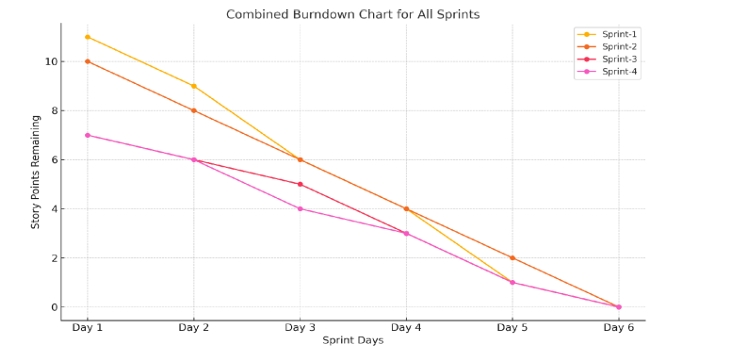 Combined Burndown Chart for All Sprints
Sprint-1
Sprint-2
Sprint-3
Sprint-4
Story Points Remaining
10
8
6
4
2
0
Day 1 Day 2 Day 3 Day 4 Day 5 Day 6
Sprint Days